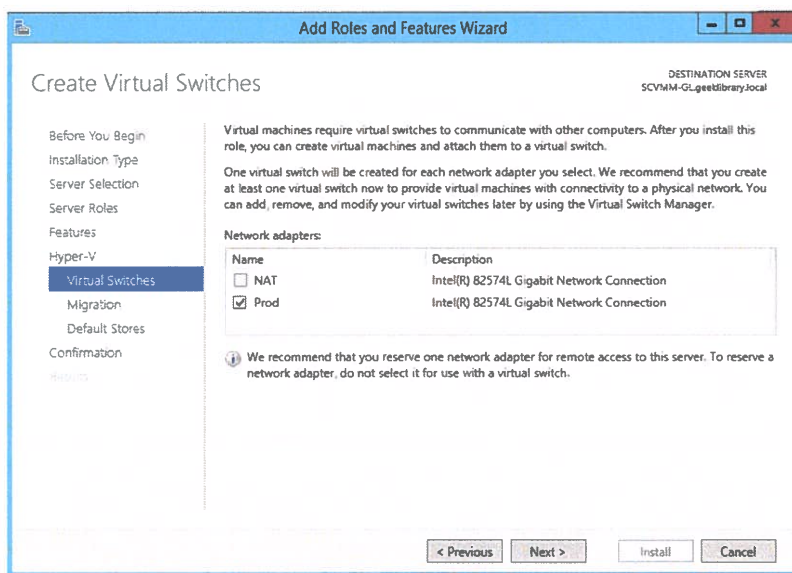 Add Roles and Features Wizard
Create Virtual Switches
DESTINATION SERVER
SCVMM-GL.geeklibrary.local
Before You Begin
Installation Type
Server Selection
Server Roles
Features
Hyper-V
Virtual Switches
Migration
Default Stores
Confirmation
Results
Virtual machines require virtual switches to communicate with other computers. After you install this
role, you can create virtual machines and attach them to a virtual switch.
One virtual switch will be created for each network adapter you select. We recommend that you create
at least one virtual switch now to provide virtual machines with connectivity to a physical network. You
can add, remove, and modify your virtual switches later by using the Virtual Switch Manager.
Network adapters:
Name Description
NAT Intel(R) 82574L Gigabit Network Connection
Prod Intel(R) 82574L Gigabit Network Connection
We recommend that you reserve one network adapter for remote access to this server. To reserve a
network adapter, do not select it for use with a virtual switch.
< Previous Next > Install Cancel